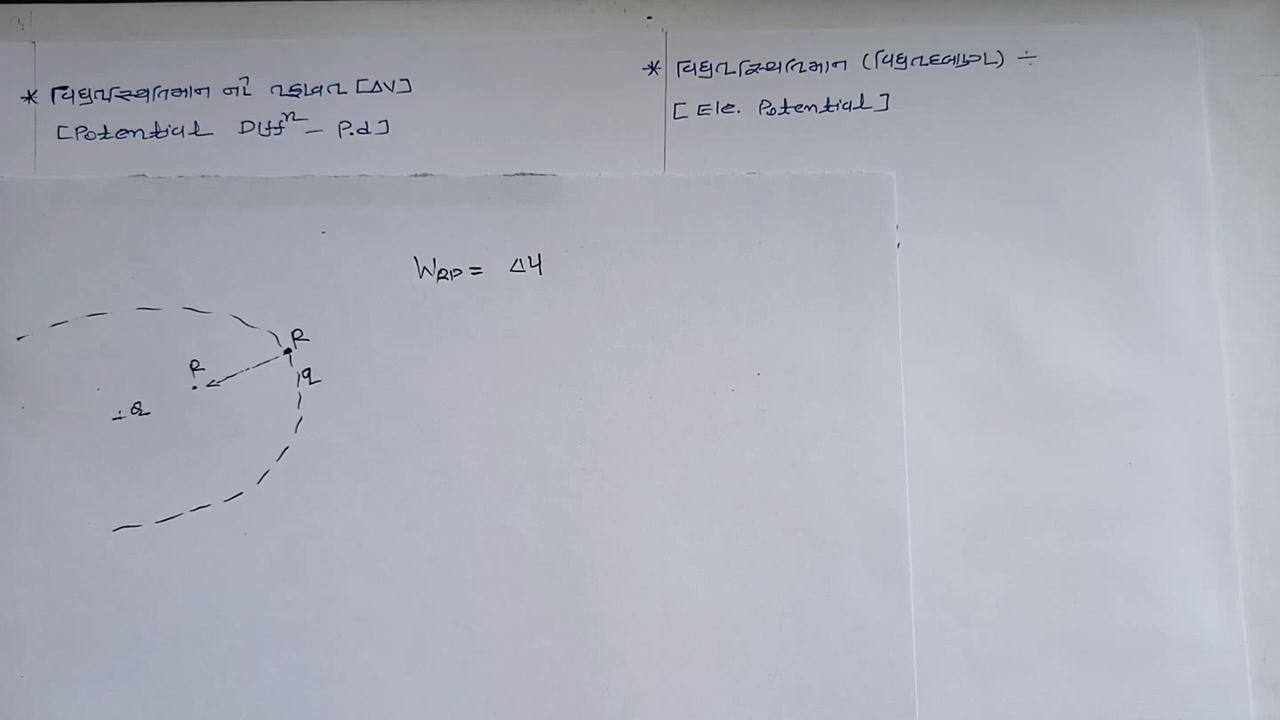 * વિદ્યુતસ્થિતિમાન નો તફાવત [ΔV]
[Potential Diffⁿ - P.d]
* વિદ્યુતસ્થિતિમાન (વિદ્યુતદબાણ) ÷
[Ele. Potential]
W_RP = ΔU
R
R
q
Q